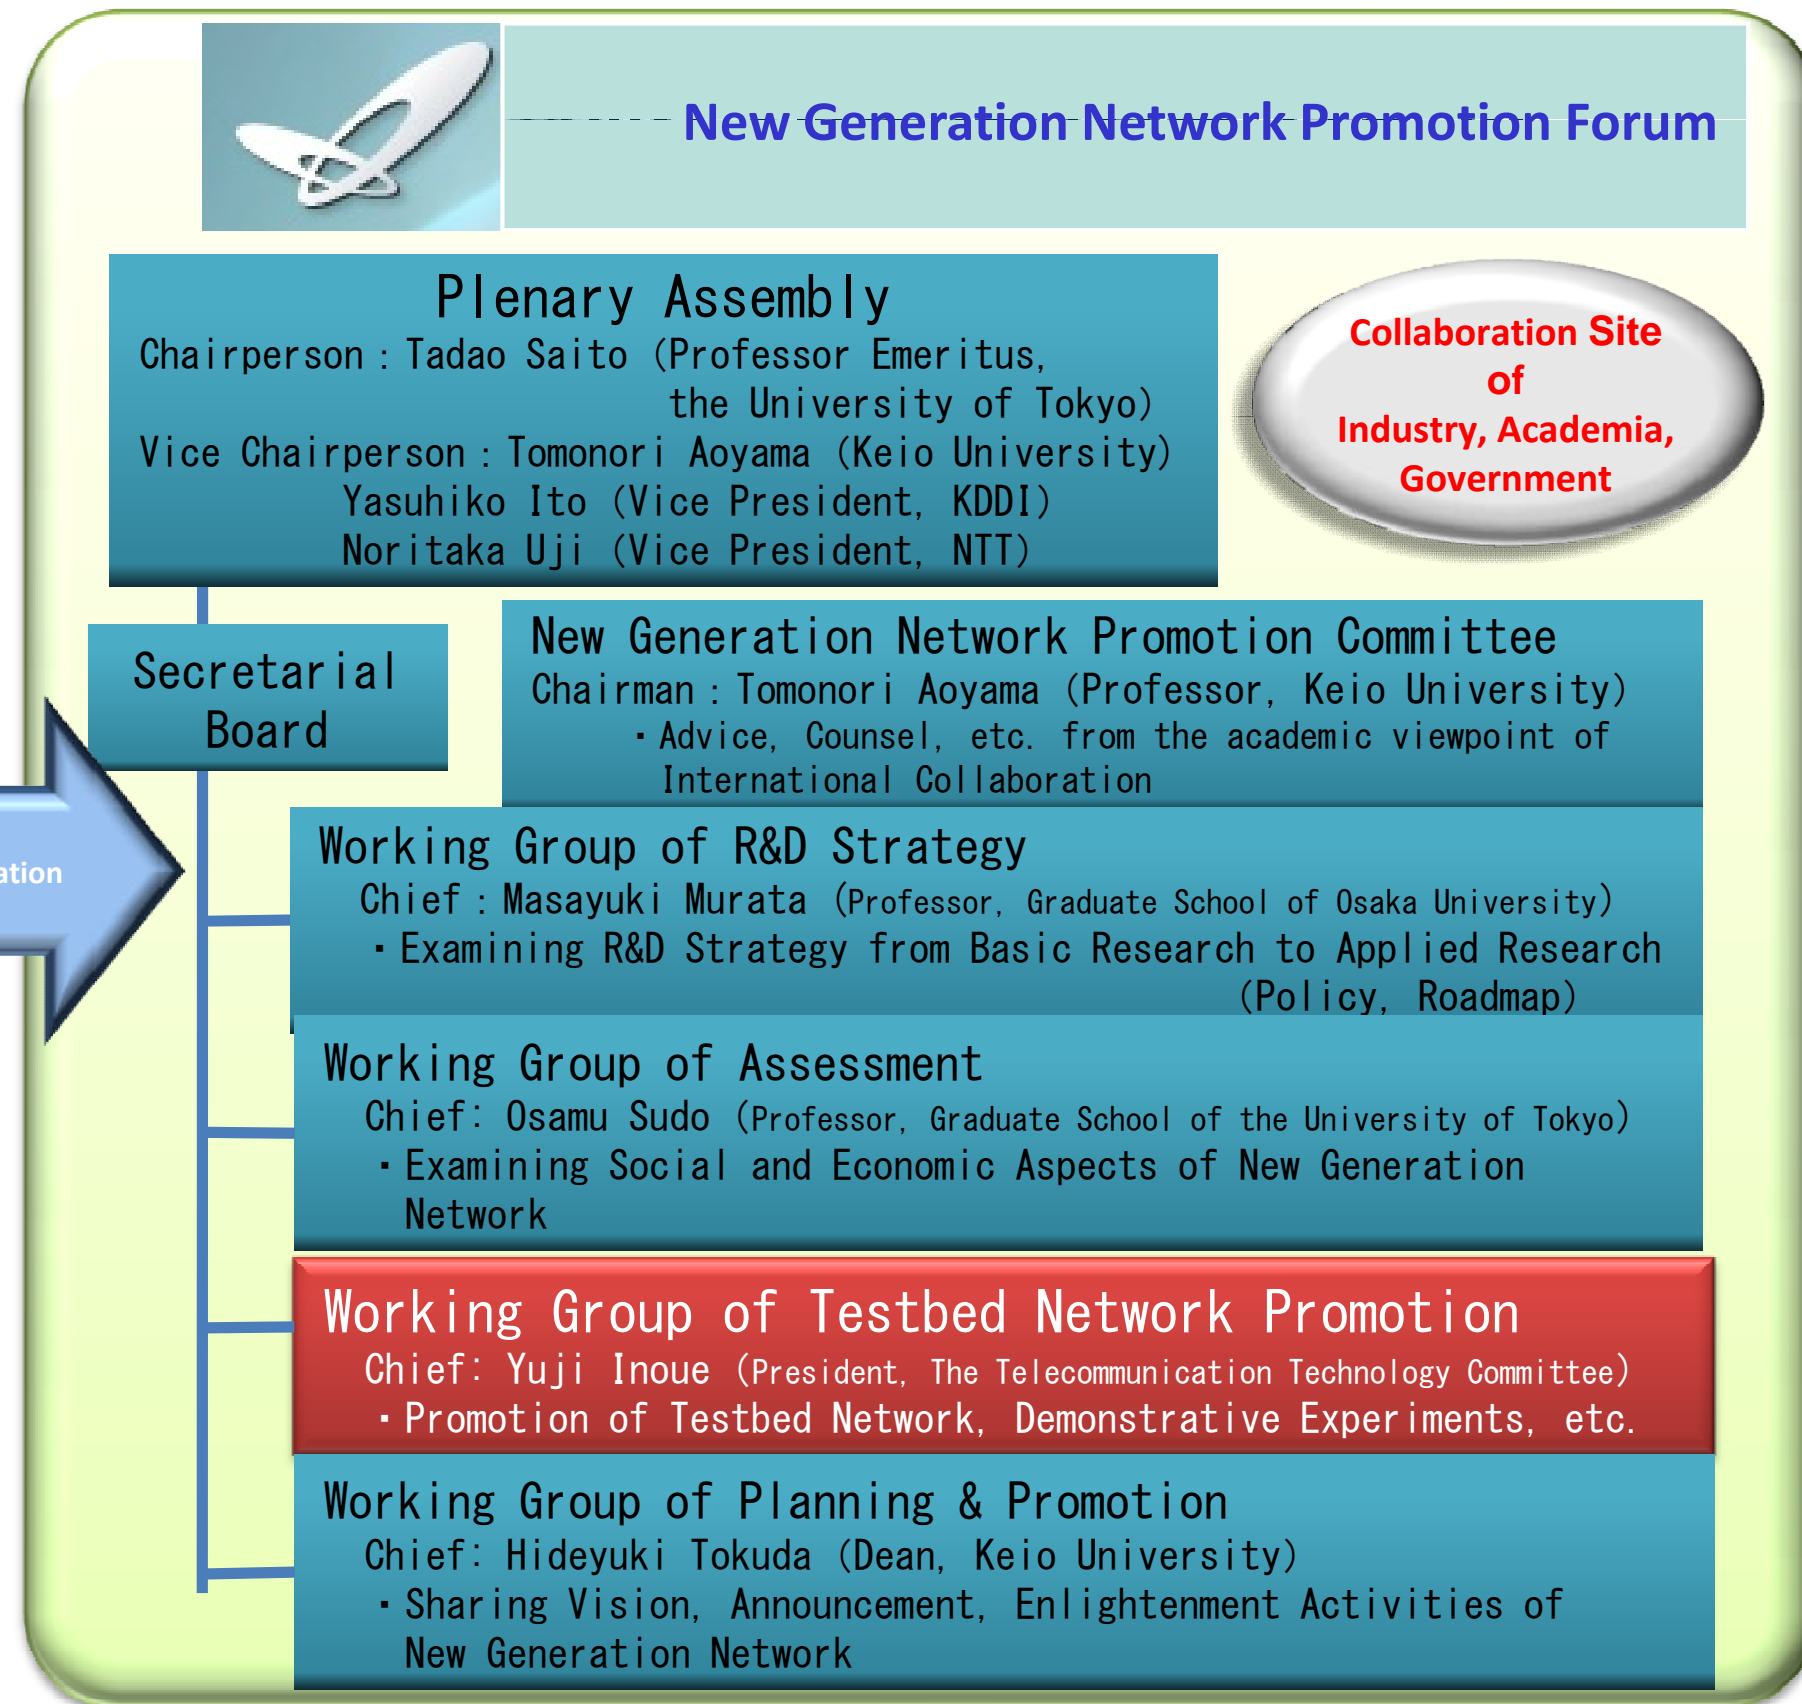 New Generation Network Promotion Forum
Plenary Assembly
Chairperson：Tadao Saito (Professor Emeritus,
the University of Tokyo)
Vice Chairperson：Tomonori Aoyama (Keio University)
Yasuhiko Ito (Vice President, KDDI)
Noritaka Uji (Vice President, NTT)
Collaboration Site
of
Industry, Academia,
Government
Secretarial
Board
New Generation Network Promotion Committee
Chairman：Tomonori Aoyama (Professor, Keio University)
・Advice, Counsel, etc. from the academic viewpoint of
International Collaboration
ation
Working Group of R&D Strategy
Chief：Masayuki Murata (Professor, Graduate School of Osaka University)
・Examining R&D Strategy from Basic Research to Applied Research
(Policy, Roadmap)
Working Group of Assessment
Chief: Osamu Sudo (Professor, Graduate School of the University of Tokyo)
・Examining Social and Economic Aspects of New Generation
Network
Working Group of Testbed Network Promotion
Chief: Yuji Inoue (President, The Telecommunication Technology Committee)
・Promotion of Testbed Network, Demonstrative Experiments, etc.
Working Group of Planning & Promotion
Chief: Hideyuki Tokuda (Dean, Keio University)
・Sharing Vision, Announcement, Enlightenment Activities of
New Generation Network